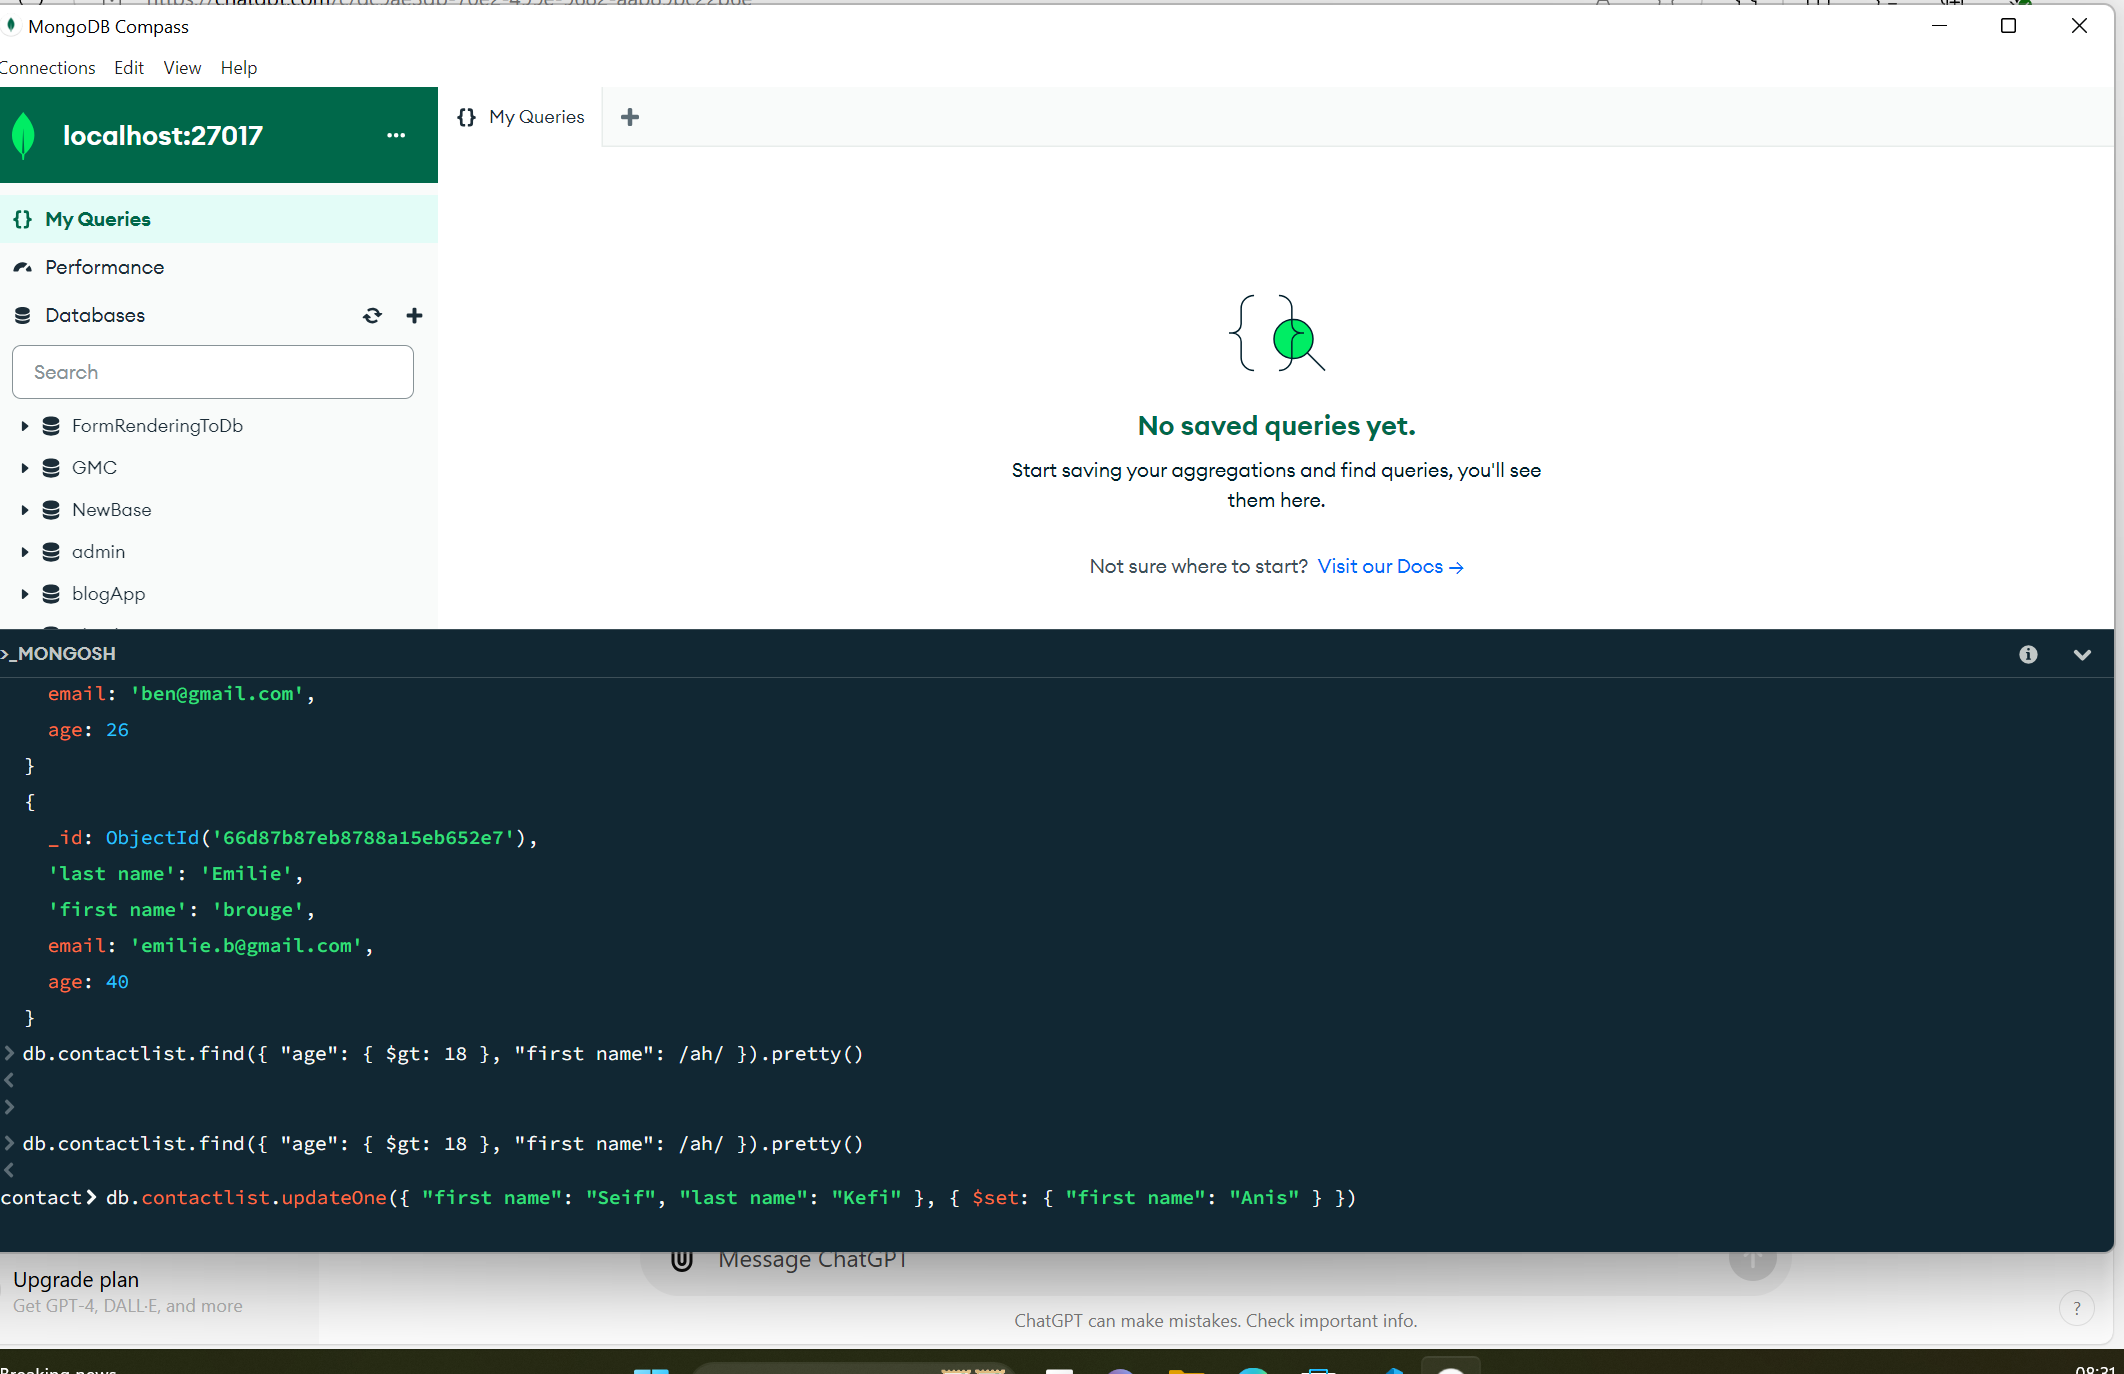 MongoDB Compass
Connections Edit View Help
localhost:27017
My Queries
My Queries
Performance
Databases
Search
FormRenderingToDb
GMC
NewBase
admin
blogApp
No saved queries yet.
Start saving your aggregations and find queries, you'll see
them here.
Not sure where to start? Visit our Docs →
>_MONGOSH
email: 'ben@gmail.com',
age: 26
}
{
_id: ObjectId('66d87b87eb8788a15eb652e7'),
'last name': 'Emilie',
'first name': 'brouge',
email: 'emilie.b@gmail.com',
age: 40
}
> db.contactlist.find({ "age": { $gt: 18 }, "first name": /ah/ }).pretty()
<
>
> db.contactlist.find({ "age": { $gt: 18 }, "first name": /ah/ }).pretty()
<
contact> db.contactlist.updateOne({ "first name": "Seif", "last name": "Kefi" }, { $set: { "first name": "Anis" } })
Message ChatGPT
Upgrade plan
Get GPT-4, DALL·E, and more
ChatGPT can make mistakes. Check important info.
?
Breaking news
08:31